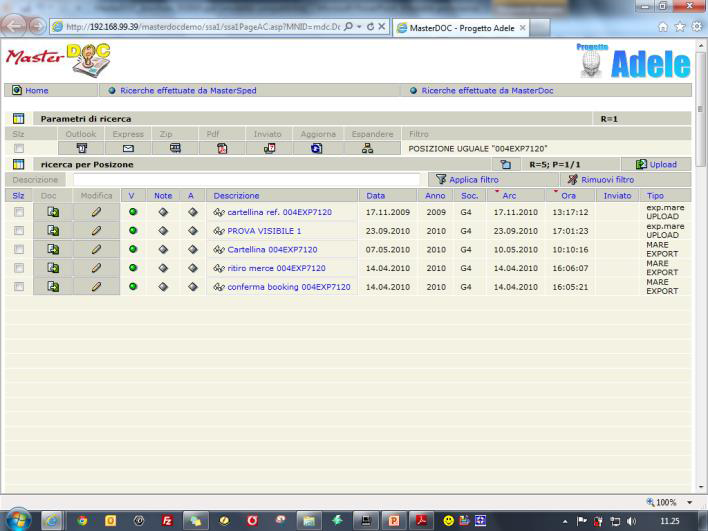 http://192.168.99.39/masterdocdemo/ssa1/ssa1PageAC.asp?MNID=mdc.Dc
MasterDOC - Progetto Adele
Master DOC
Progetto Adele
Home
Ricerche effettuate da MasterSped
Ricerche effettuate da MasterDoc
Parametri di ricerca R=1
Slz Outlook Express Zip Pdf Inviato Aggiorna Espandere Filtro
POSIZIONE UGUALE "004EXP7120"
ricerca per Posizone R=5; P=1/1 Upload
Descrizione Applica filtro Rimuovi filtro
Slz Doc Modifica V Note A Descrizione Data Anno Soc. Arc Ora Inviato Tipo
cartellina ref. 004EXP7120 17.11.2009 2009 G4 17.11.2010 13:17:12 exp.mare UPLOAD
PROVA VISIBILE 1 23.09.2010 2010 G4 23.09.2010 17:01:23 exp.mare UPLOAD
Cartellina 004EXP7120 07.05.2010 2010 G4 10.05.2010 10:10:16 MARE EXPORT
ritiro merce 004EXP7120 14.04.2010 2010 G4 14.04.2010 16:06:07 MARE EXPORT
conferma booking 004EXP7120 14.04.2010 2010 G4 14.04.2010 16:05:21 MARE EXPORT
100%
11.25